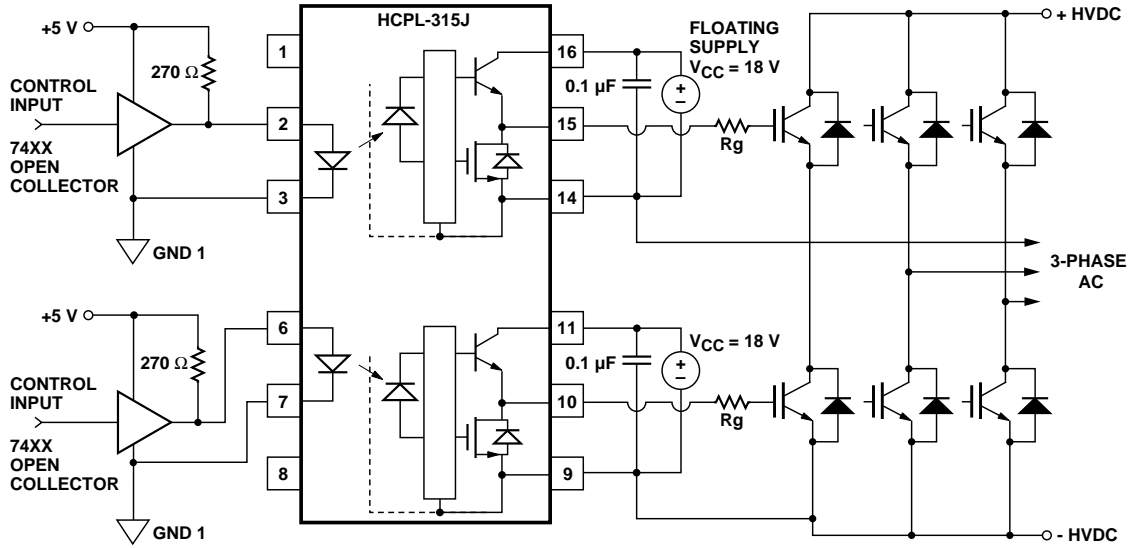 HCPL-315J
+5 V
270 Ω
CONTROL
INPUT
74XX
OPEN
COLLECTOR
GND 1
1
2
3
16
15
14
FLOATING
SUPPLY
VCC = 18 V
0.1 µF
+
–
Rg
+ HVDC
3-PHASE
AC
+5 V
270 Ω
CONTROL
INPUT
74XX
OPEN
COLLECTOR
GND 1
6
7
8
11
10
9
VCC = 18 V
0.1 µF
+
–
Rg
- HVDC